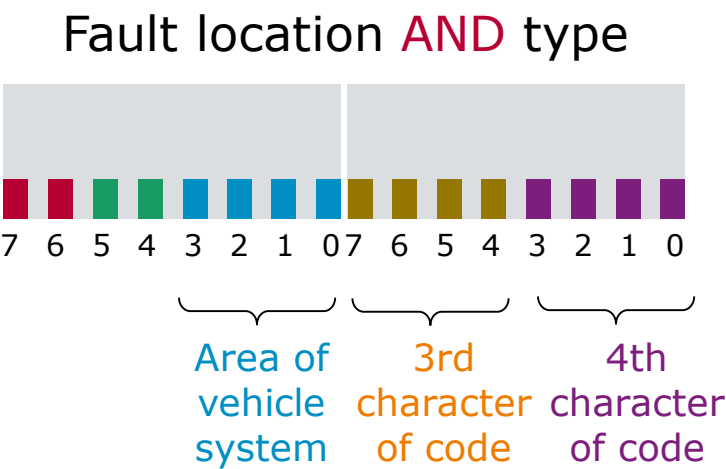 Fault location AND type
7 6 5 4 3 2 1 0 7 6 5 4 3 2 1 0
Area of
vehicle
system
3rd
character
of code
4th
character
of code